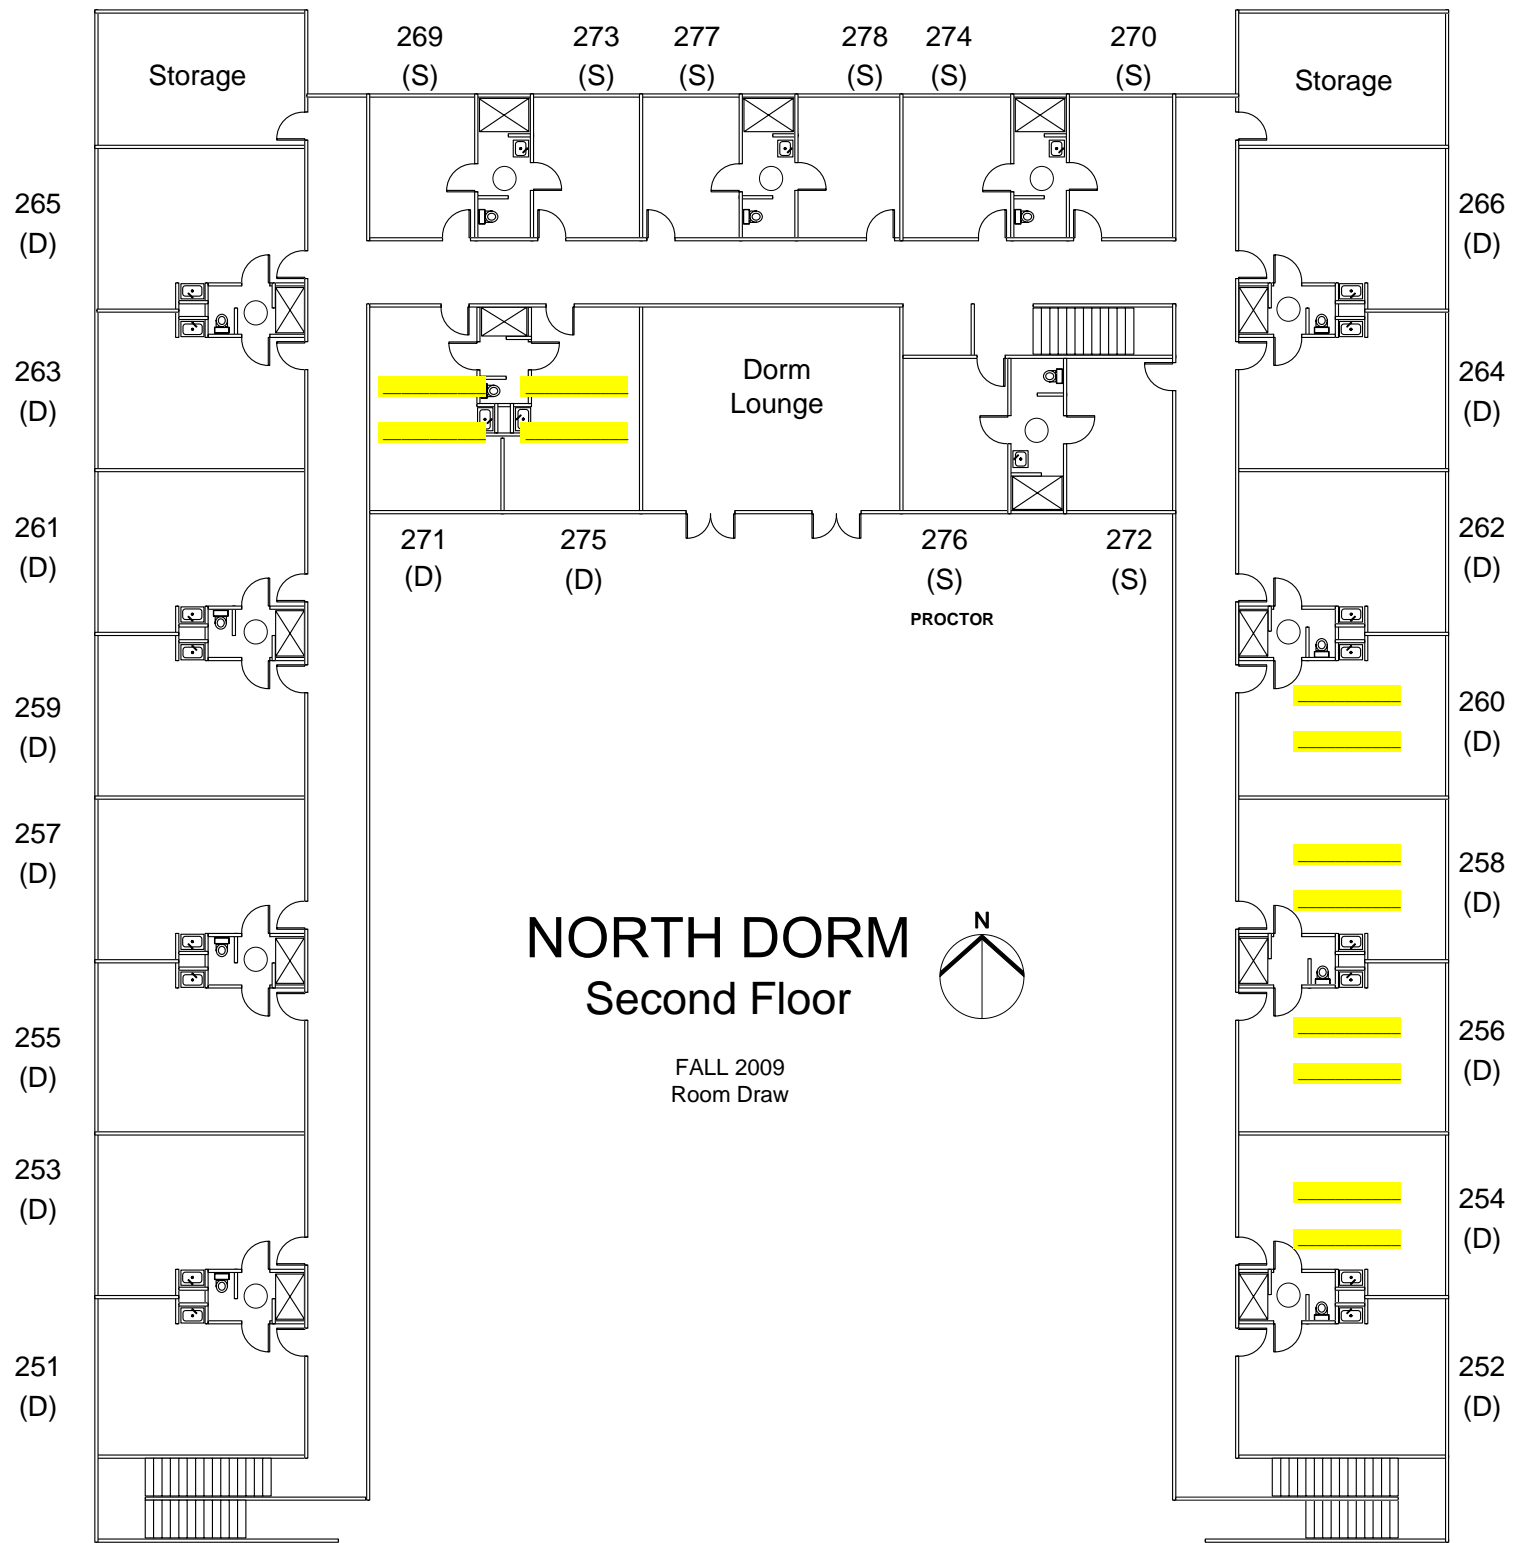 269 273 277 278 274 270
(S) (S) (S) (S) (S) (S)
Storage
Storage
265
(D)
266
(D)
263
(D)
264
(D)
Dorm
Lounge
261
(D)
262
(D)
271
(D)
275
(D)
276
(S)
PROCTOR
272
(S)
259
(D)
260
(D)
257
(D)
258
(D)
NORTH DORM
Second Floor
N
FALL 2009
Room Draw
255
(D)
256
(D)
253
(D)
254
(D)
251
(D)
252
(D)